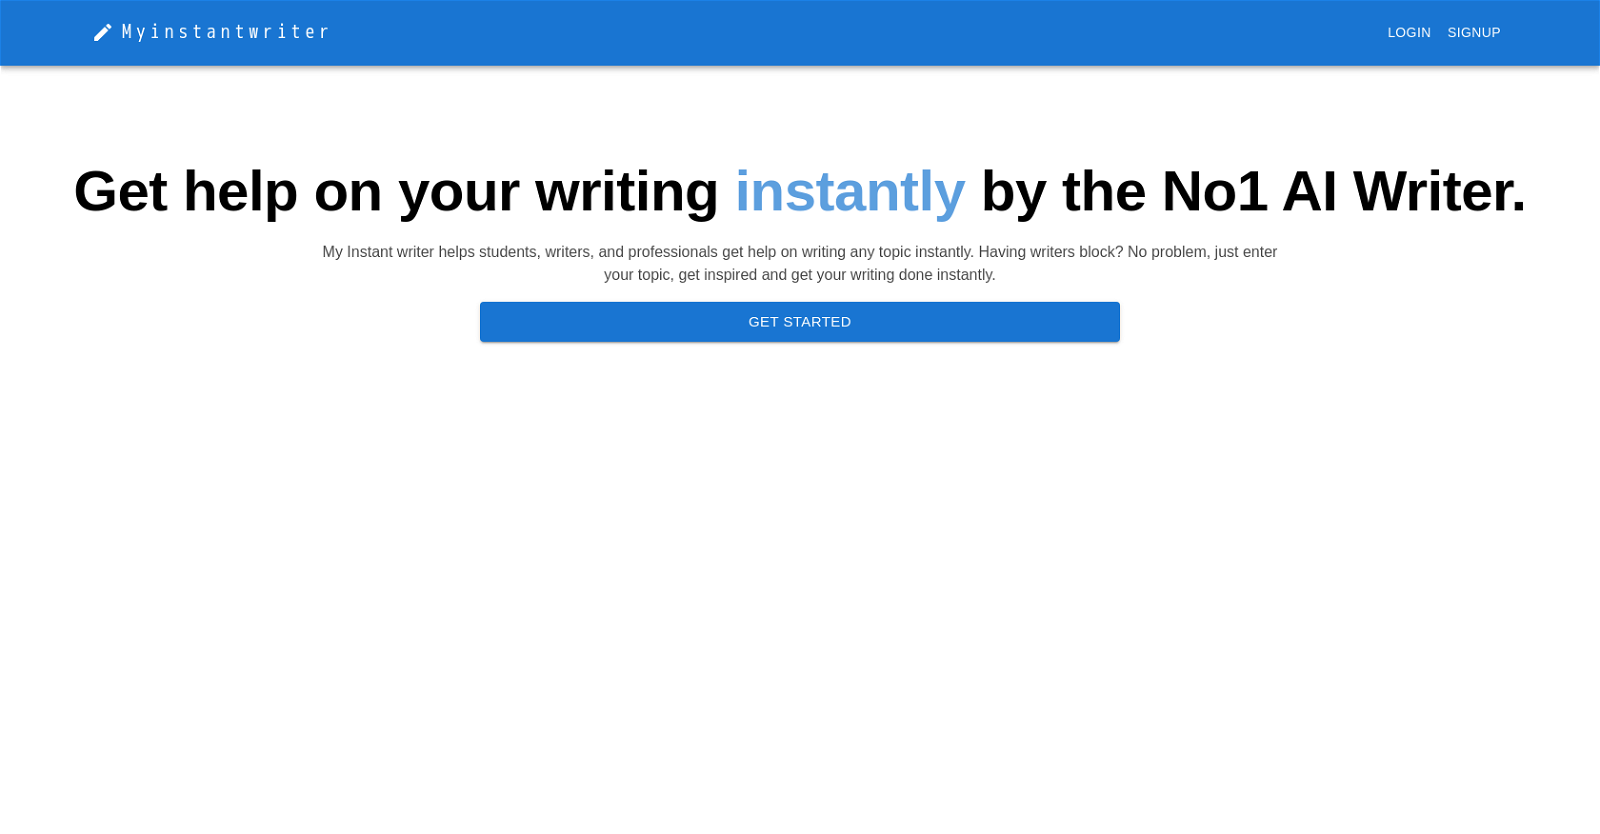 Myinstantwriter
LOGIN SIGNUP
Get help on your writing instantly by the No1 AI Writer.
My Instant writer helps students, writers, and professionals get help on writing any topic instantly. Having writers block? No problem, just enter
your topic, get inspired and get your writing done instantly.
GET STARTED